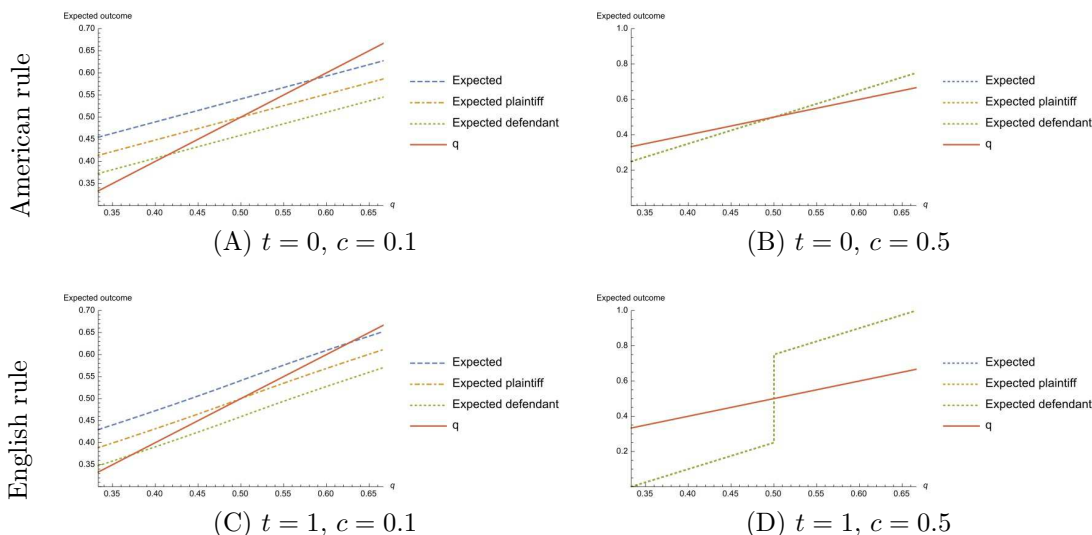 American rule
Expected outcome
0.70
0.65
0.60
0.55
0.50
0.45
0.40
0.35
0.35 0.40 0.45 0.50 0.55 0.60 0.65
q
Expected
Expected plaintiff
Expected defendant
q
(A) t = 0, c = 0.1
Expected outcome
1.0
0.8
0.6
0.4
0.2
0.35 0.40 0.45 0.50 0.55 0.60 0.65
q
Expected
Expected plaintiff
Expected defendant
q
(B) t = 0, c = 0.5
English rule
Expected outcome
0.70
0.65
0.60
0.55
0.50
0.45
0.40
0.35
0.35 0.40 0.45 0.50 0.55 0.60 0.65
q
Expected
Expected plaintiff
Expected defendant
q
(C) t = 1, c = 0.1
Expected outcome
1.0
0.8
0.6
0.4
0.2
0.35 0.40 0.45 0.50 0.55 0.60 0.65
q
Expected
Expected plaintiff
Expected defendant
q
(D) t = 1, c = 0.5